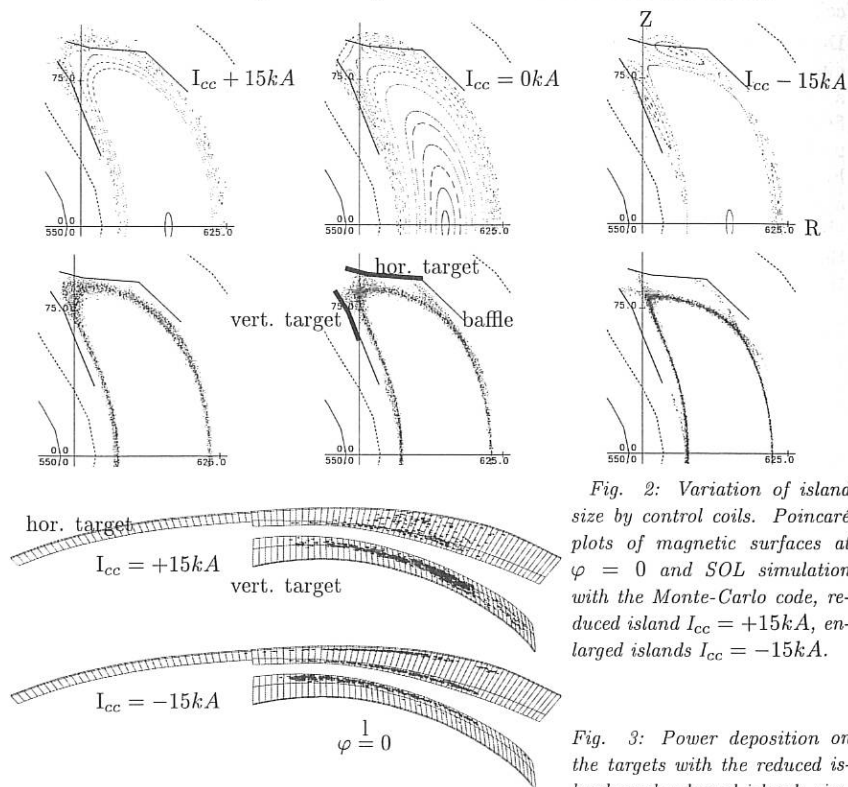 Z
I_cc + 15kA
I_cc = 0kA
I_cc − 15kA
75.0
75.0
75.0
0.0
550.0
625.0
0.0
550.0
625.0
0.0
550.0
625.0
R
hor. target
vert. target
baffle
75.0
75.0
75.0
0.0
550.0
625.0
0.0
550.0
625.0
0.0
550.0
625.0
hor. target
I_cc = +15kA
vert. target
I_cc = −15kA
φ = 0
Fig. 2: Variation of island
size by control coils. Poincaré
plots of magnetic surfaces at
φ = 0 and SOL simulation
with the Monte-Carlo code, re-
duced island I_cc = +15kA, en-
larged islands I_cc = −15kA.
Fig. 3: Power deposition on
the targets with the reduced is-